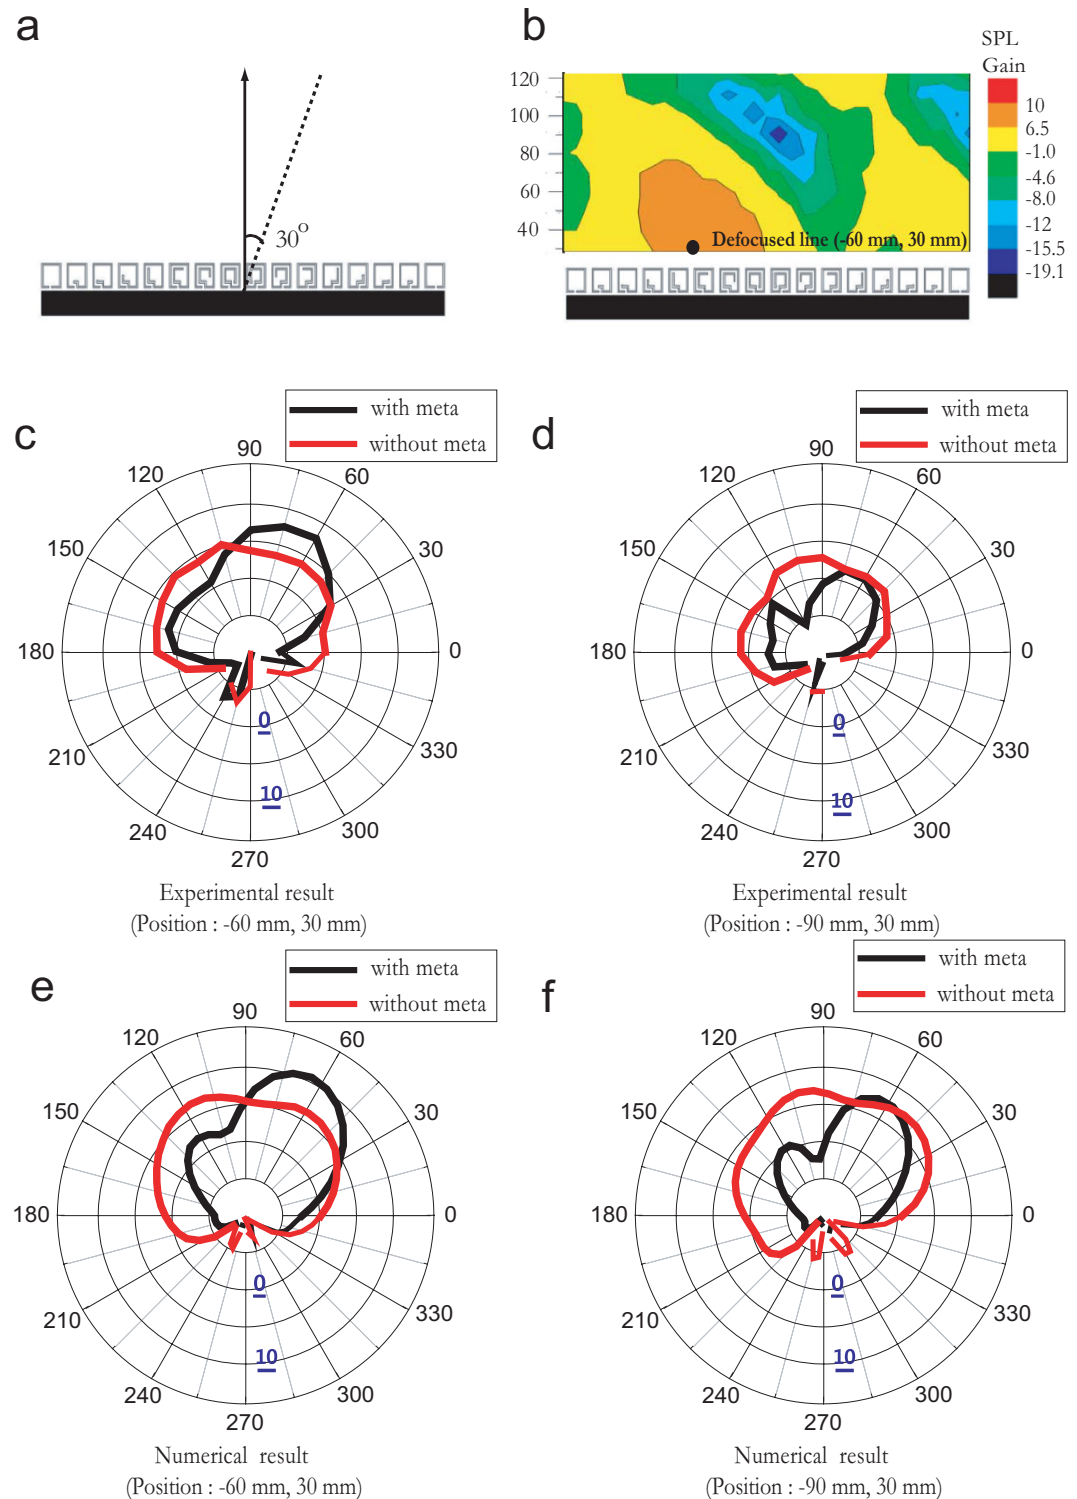 a
30°
b
SPL
Gain
120
100
80
60
40
10
6.5
-1.0
-4.6
-8.0
-12
-15.5
-19.1
Defocused line (-60 mm, 30 mm)
c
with meta
without meta
90
120
60
150
30
180
0
210
330
240
300
270
0
10
Experimental result
(Position : -60 mm, 30 mm)
d
with meta
without meta
90
120
60
150
30
180
0
210
330
240
300
270
0
10
Experimental result
(Position : -90 mm, 30 mm)
e
with meta
without meta
90
120
60
150
30
180
0
210
330
240
300
270
0
10
Numerical result
(Position : -60 mm, 30 mm)
f
with meta
without meta
90
120
60
150
30
180
0
210
330
240
300
270
0
10
Numerical result
(Position : -90 mm, 30 mm)